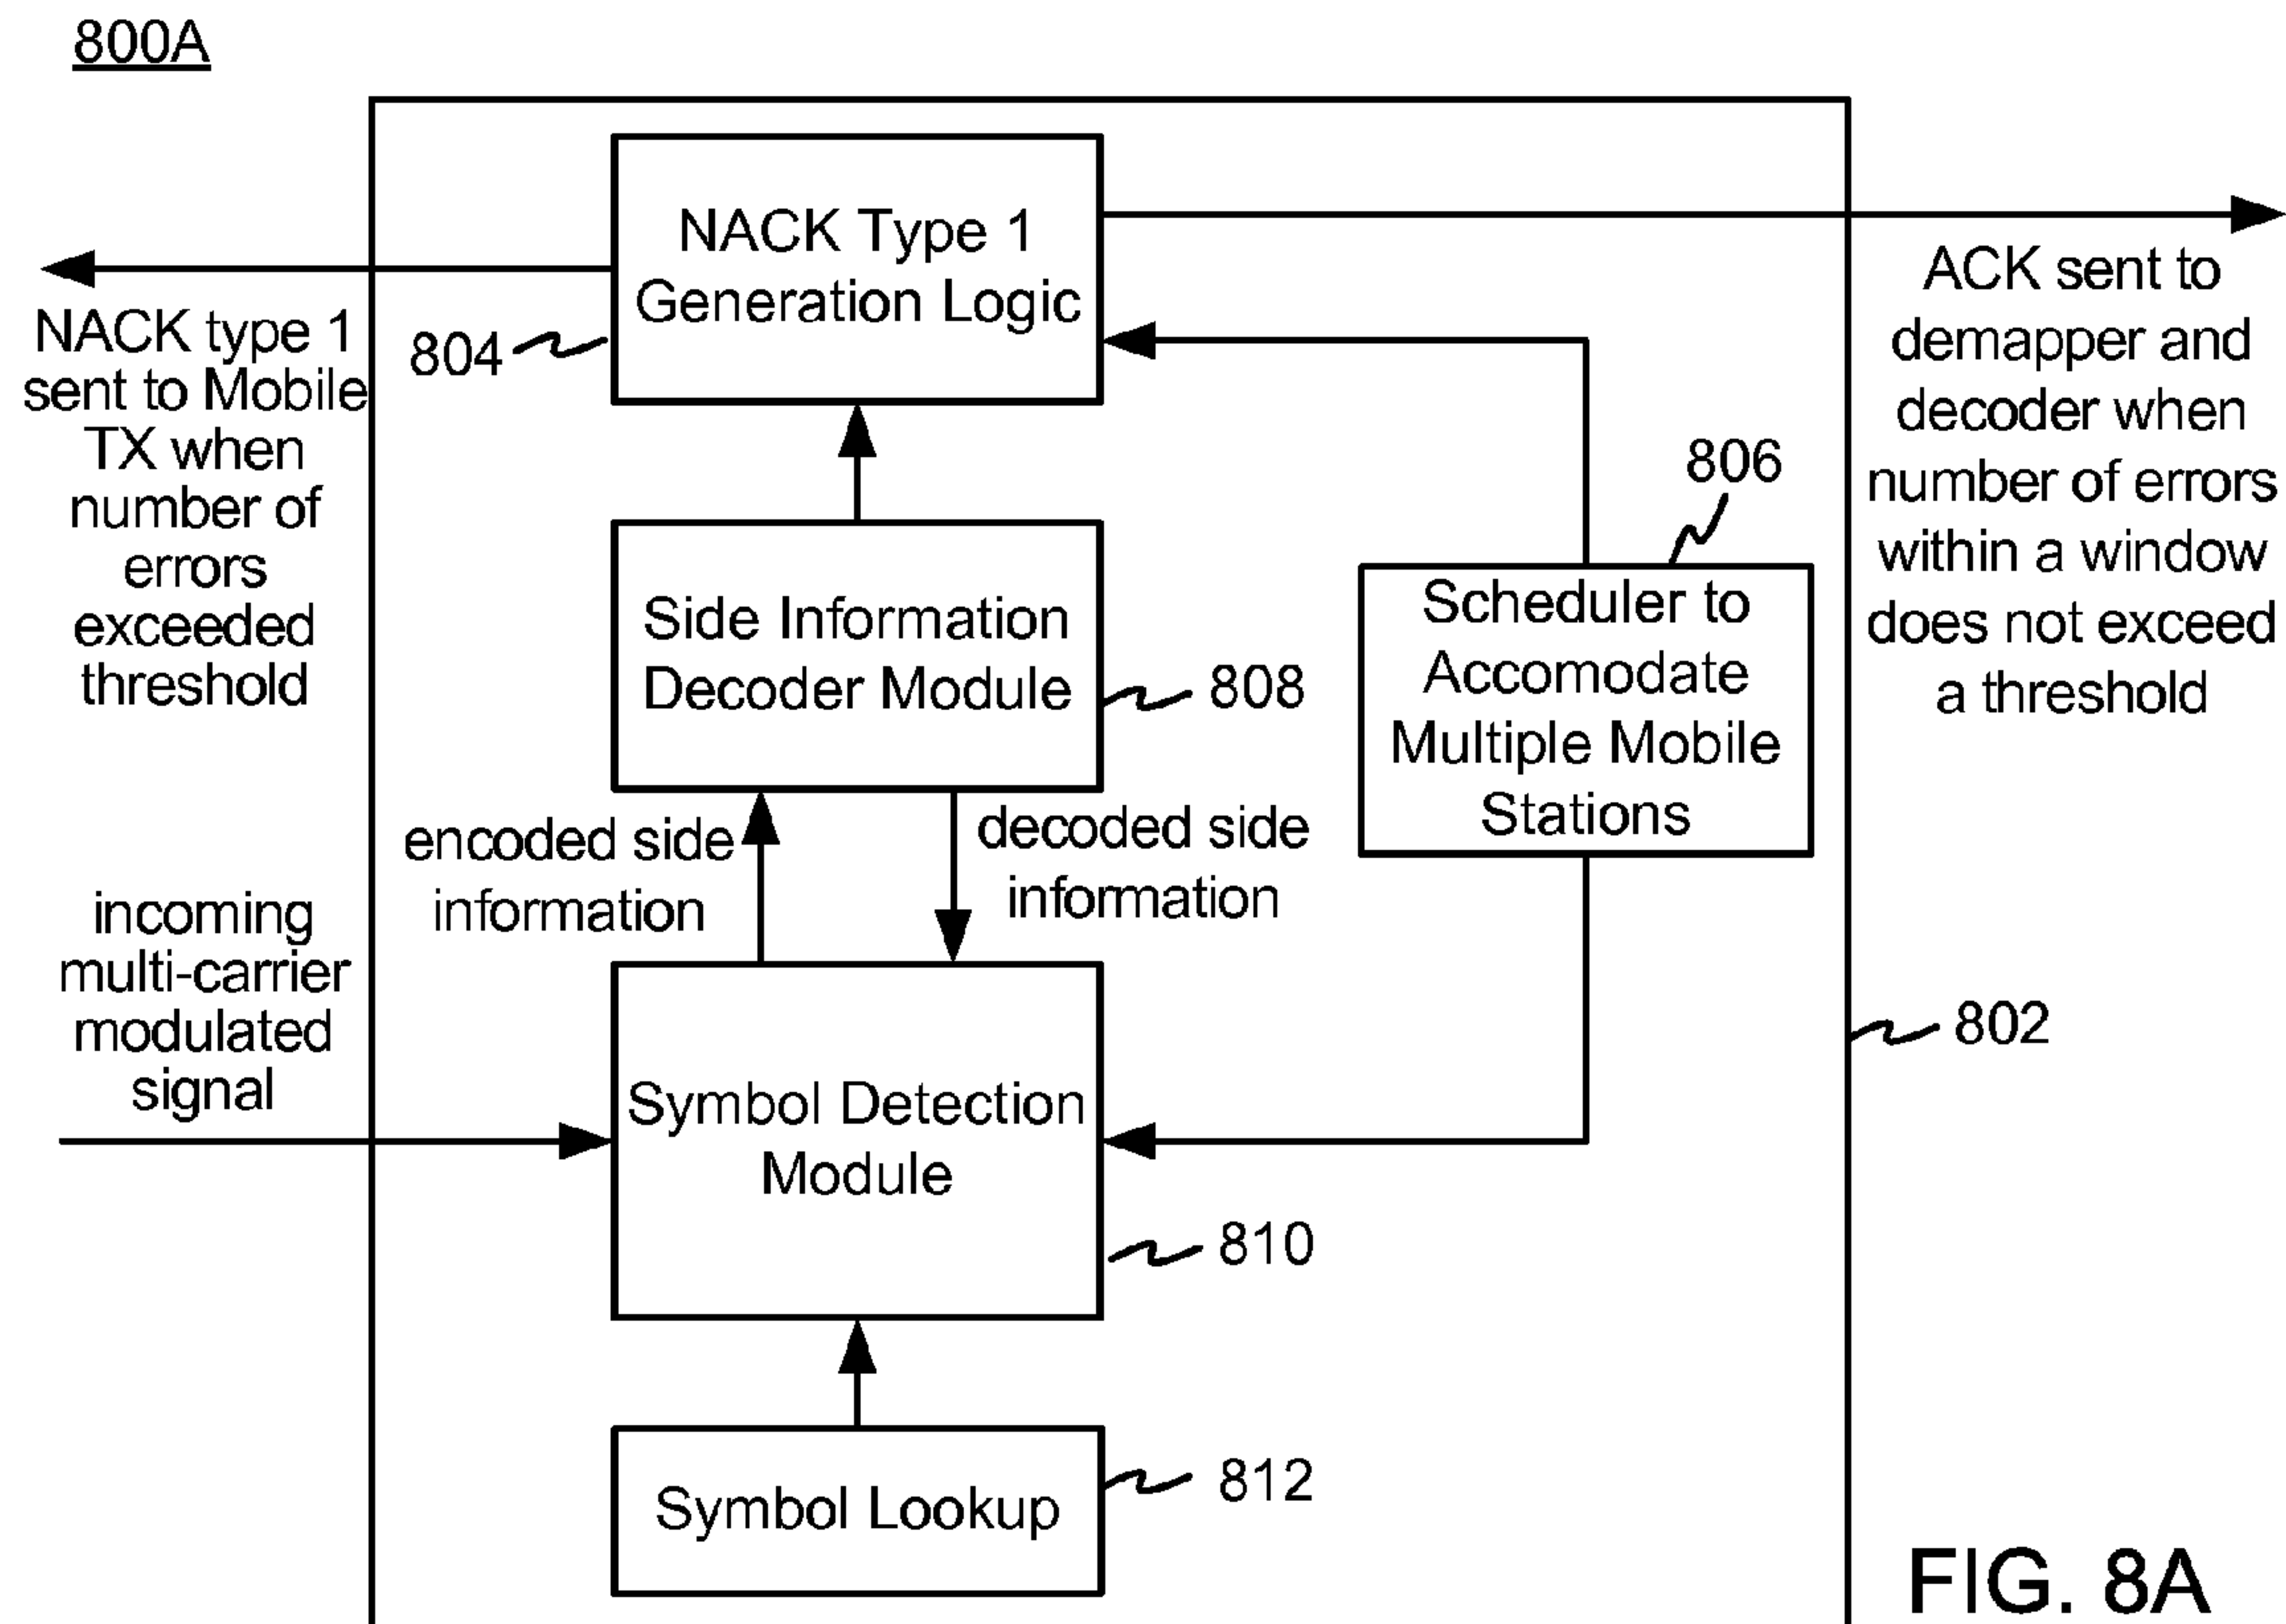 800A
NACK Type 1
Generation Logic
804
NACK type 1
sent to Mobile
TX when
number of
errors
exceeded
threshold
ACK sent to
demapper and
decoder when
number of errors
within a window
does not exceed
a threshold
806
Scheduler to
Accomodate
Multiple Mobile
Stations
Side Information
Decoder Module
808
encoded side
information
decoded side
information
incoming
multi-carrier
modulated
signal
802
Symbol Detection
Module
810
Symbol Lookup
812
FIG. 8A